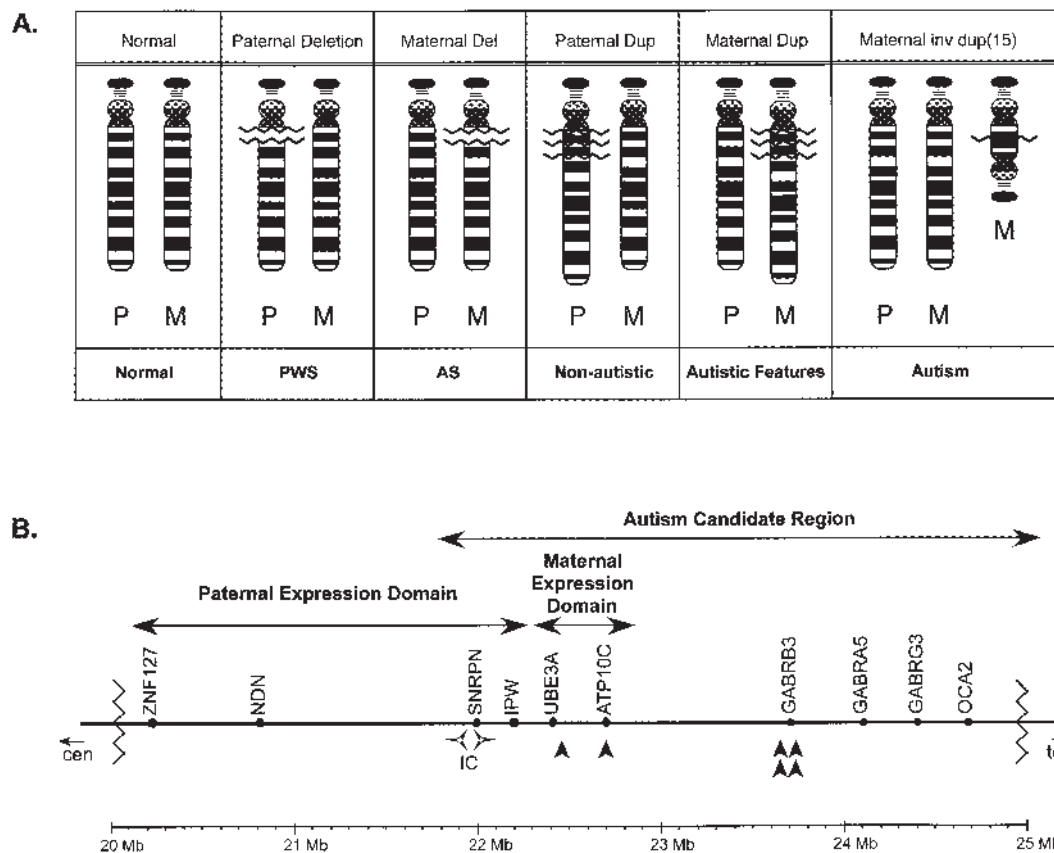 A.
Normal
Paternal Deletion
Maternal Del
Paternal Dup
Maternal Dup
Maternal inv dup(15)
M
P M
P M
P M
P M
P M
P M
Normal
PWS
AS
Non-autistic
Autistic Features
Autism
B.
Autism Candidate Region
Maternal
Expression
Domain
Paternal Expression Domain
ZNF127
NDN
SNRPN
IPW
UBE3A
ATP10C
GABRB3
GABRA5
GABRG3
OCA2
cen
IC
20 Mb
21 Mb
22 Mb
23 Mb
24 Mb
25 Mb